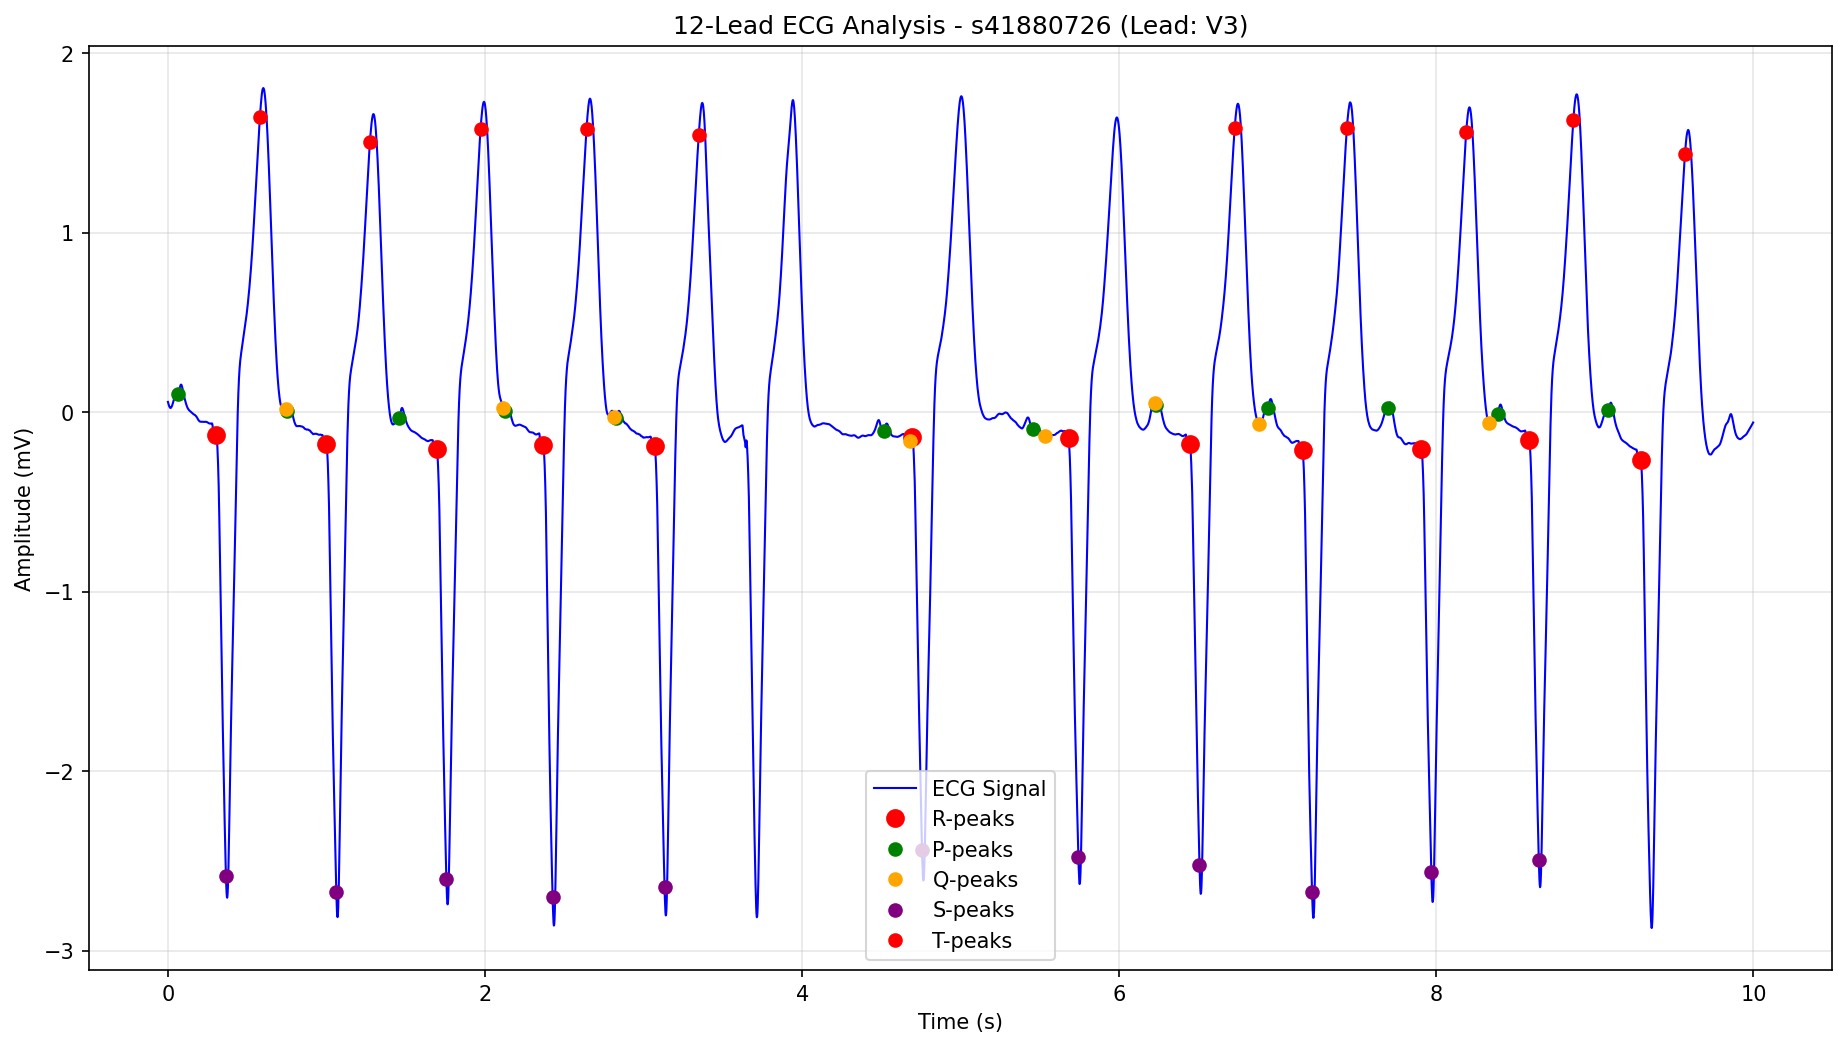 12-Lead ECG Analysis - s41880726 (Lead: V3)
Amplitude (mV)
2
1
0
−1
−2
−3
ECG Signal
R-peaks
P-peaks
Q-peaks
S-peaks
T-peaks
0 2 4 6 8 10
Time (s)